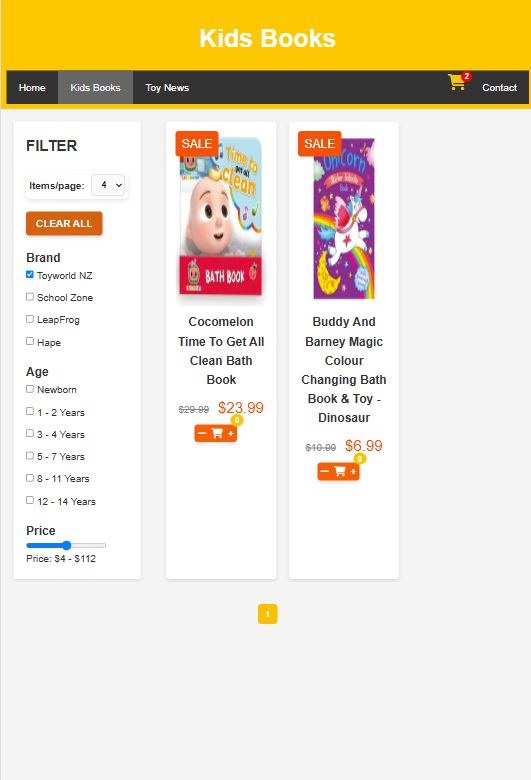 Kids Books
Home Kids Books Toy News
2
Contact
FILTER
Items/page: 4
CLEAR ALL
Brand
Toyworld NZ
School Zone
LeapFrog
Hape
Age
Newborn
1 - 2 Years
3 - 4 Years
5 - 7 Years
8 - 11 Years
12 - 14 Years
Price
Price: $4 - $112
SALE
Time to
get all
clean
BATH BOOK
Cocomelon
Time To Get All
Clean Bath
Book
$29.99 $23.99
0
− +
SALE
UNICORN
Book
Buddy And
Barney Magic
Colour
Changing Bath
Book & Toy -
Dinosaur
$10.99 $6.99
0
− +
1